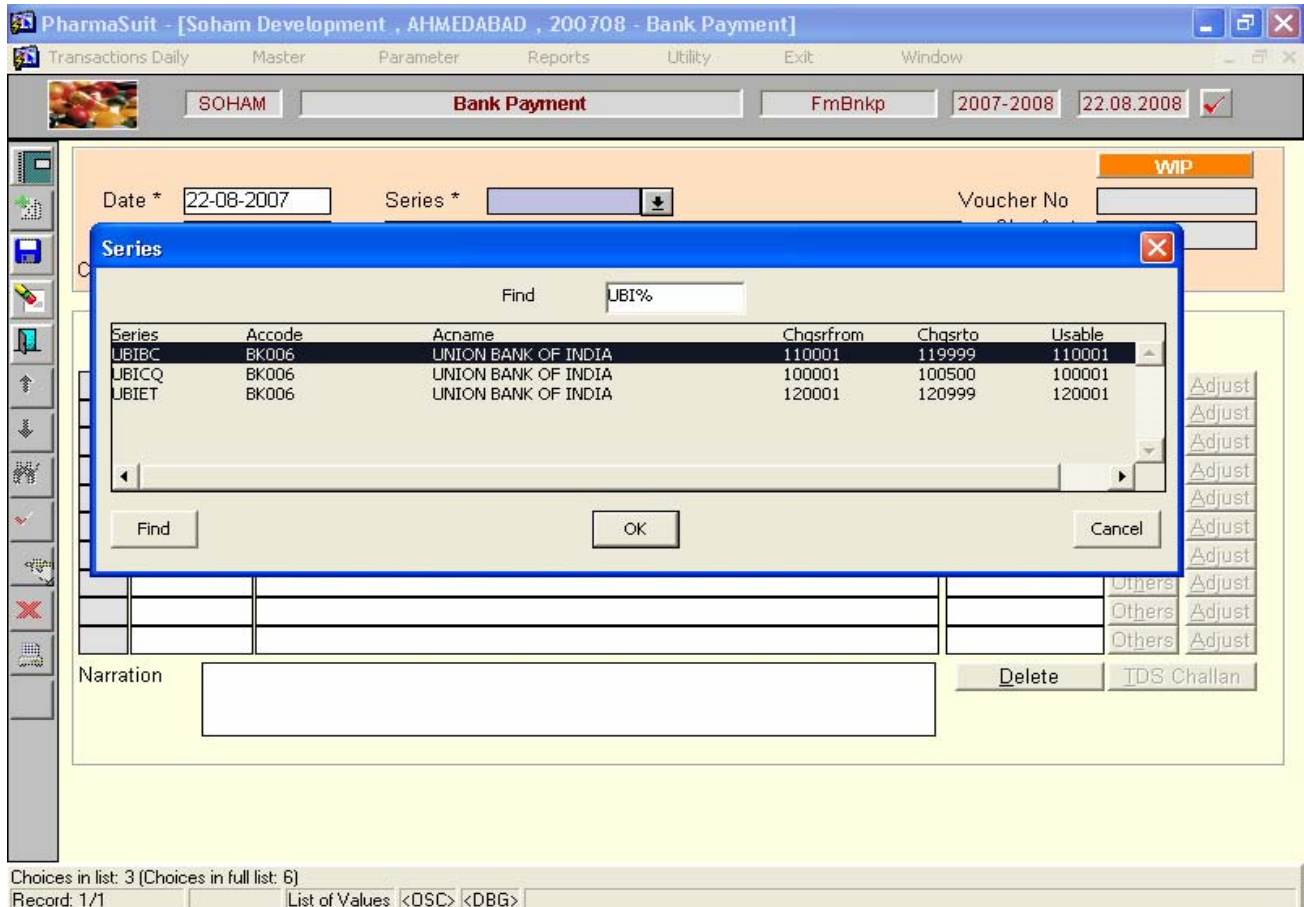 PharmaSuit - [Soham Development , AHMEDABAD , 200708 - Bank Payment]
Transactions Daily Master Parameter Reports Utility Exit Window
SOHAM Bank Payment FmBnkp 2007-2008 22.08.2008
WIP
Date * 22-08-2007 Series * Voucher No
Series
Find UBI%
Series Accode Acname Chqsrfrom Chqsrto Usable
UBIBC BK006 UNION BANK OF INDIA 110001 119999 110001
UBICQ BK006 UNION BANK OF INDIA 100001 100500 100001
UBIET BK006 UNION BANK OF INDIA 120001 120999 120001
Adjust
Adjust
Adjust
Adjust
Adjust
Adjust
Adjust
Find OK Cancel
Others Adjust
Others Adjust
Others Adjust
Narration Delete TDS Challan
Choices in list: 3 (Choices in full list: 6)
Record: 1/1 List of Values <OSC> <DBG>